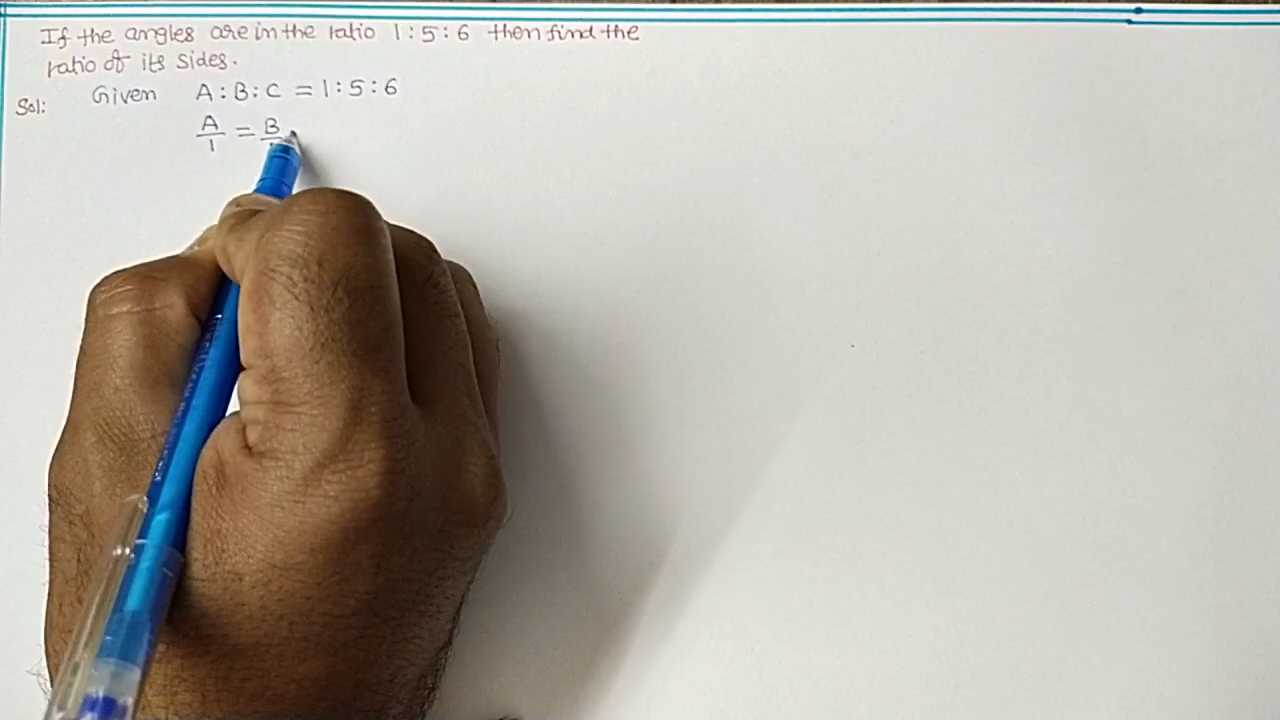 If the angles are in the ratio 1 : 5 : 6 then find the
ratio of its sides.
Sol: Given A : B : C = 1 : 5 : 6
A/1 = B